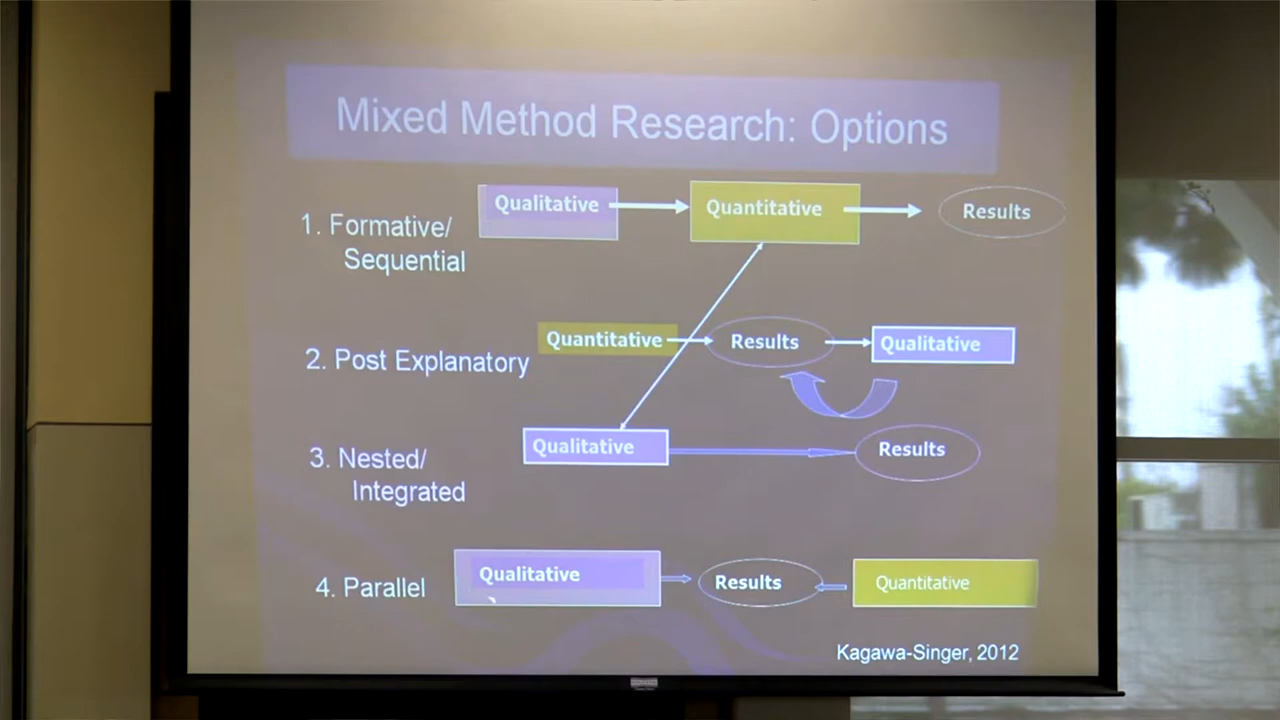 Mixed Method Research: Options
1. Formative/
Sequential
Qualitative
Quantitative
Results
2. Post Explanatory
Quantitative
Results
Qualitative
3. Nested/
Integrated
Qualitative
Results
4. Parallel
Qualitative
Results
Quantitative
Kagawa-Singer, 2012